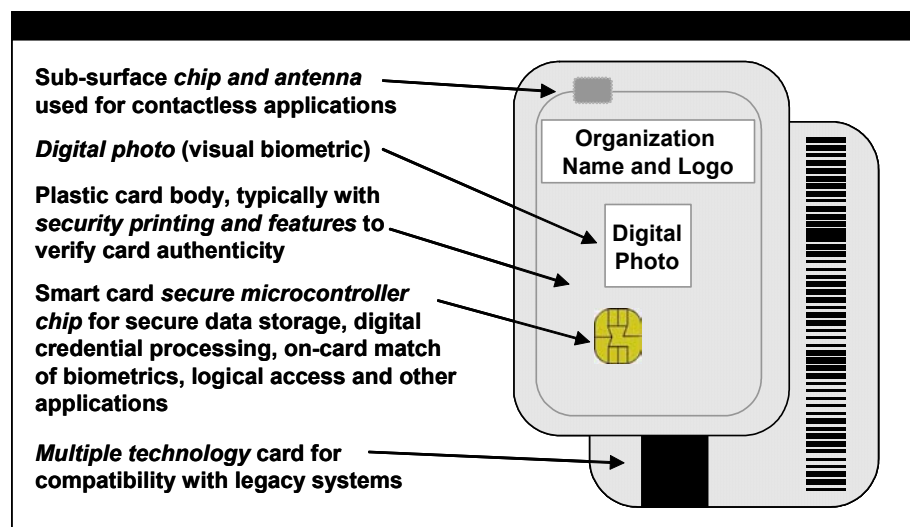 Sub-surface chip and antenna
used for contactless applications
Digital photo (visual biometric)
Plastic card body, typically with
security printing and features to
verify card authenticity
Smart card secure microcontroller
chip for secure data storage, digital
credential processing, on-card match
of biometrics, logical access and other
applications
Multiple technology card for
compatibility with legacy systems
Organization
Name and Logo
Digital
Photo